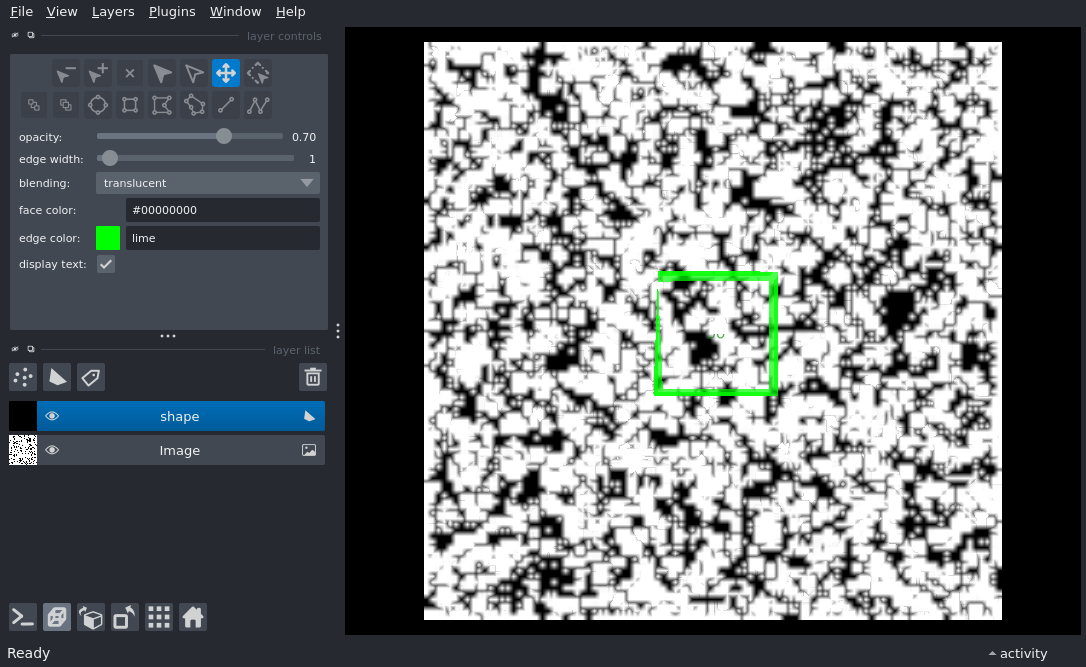 File View Layers Plugins Window Help
layer controls
opacity: 0.70
edge width: 1
blending: translucent
face color: #00000000
edge color: lime
display text:
layer list
shape
Image
Ready
activity